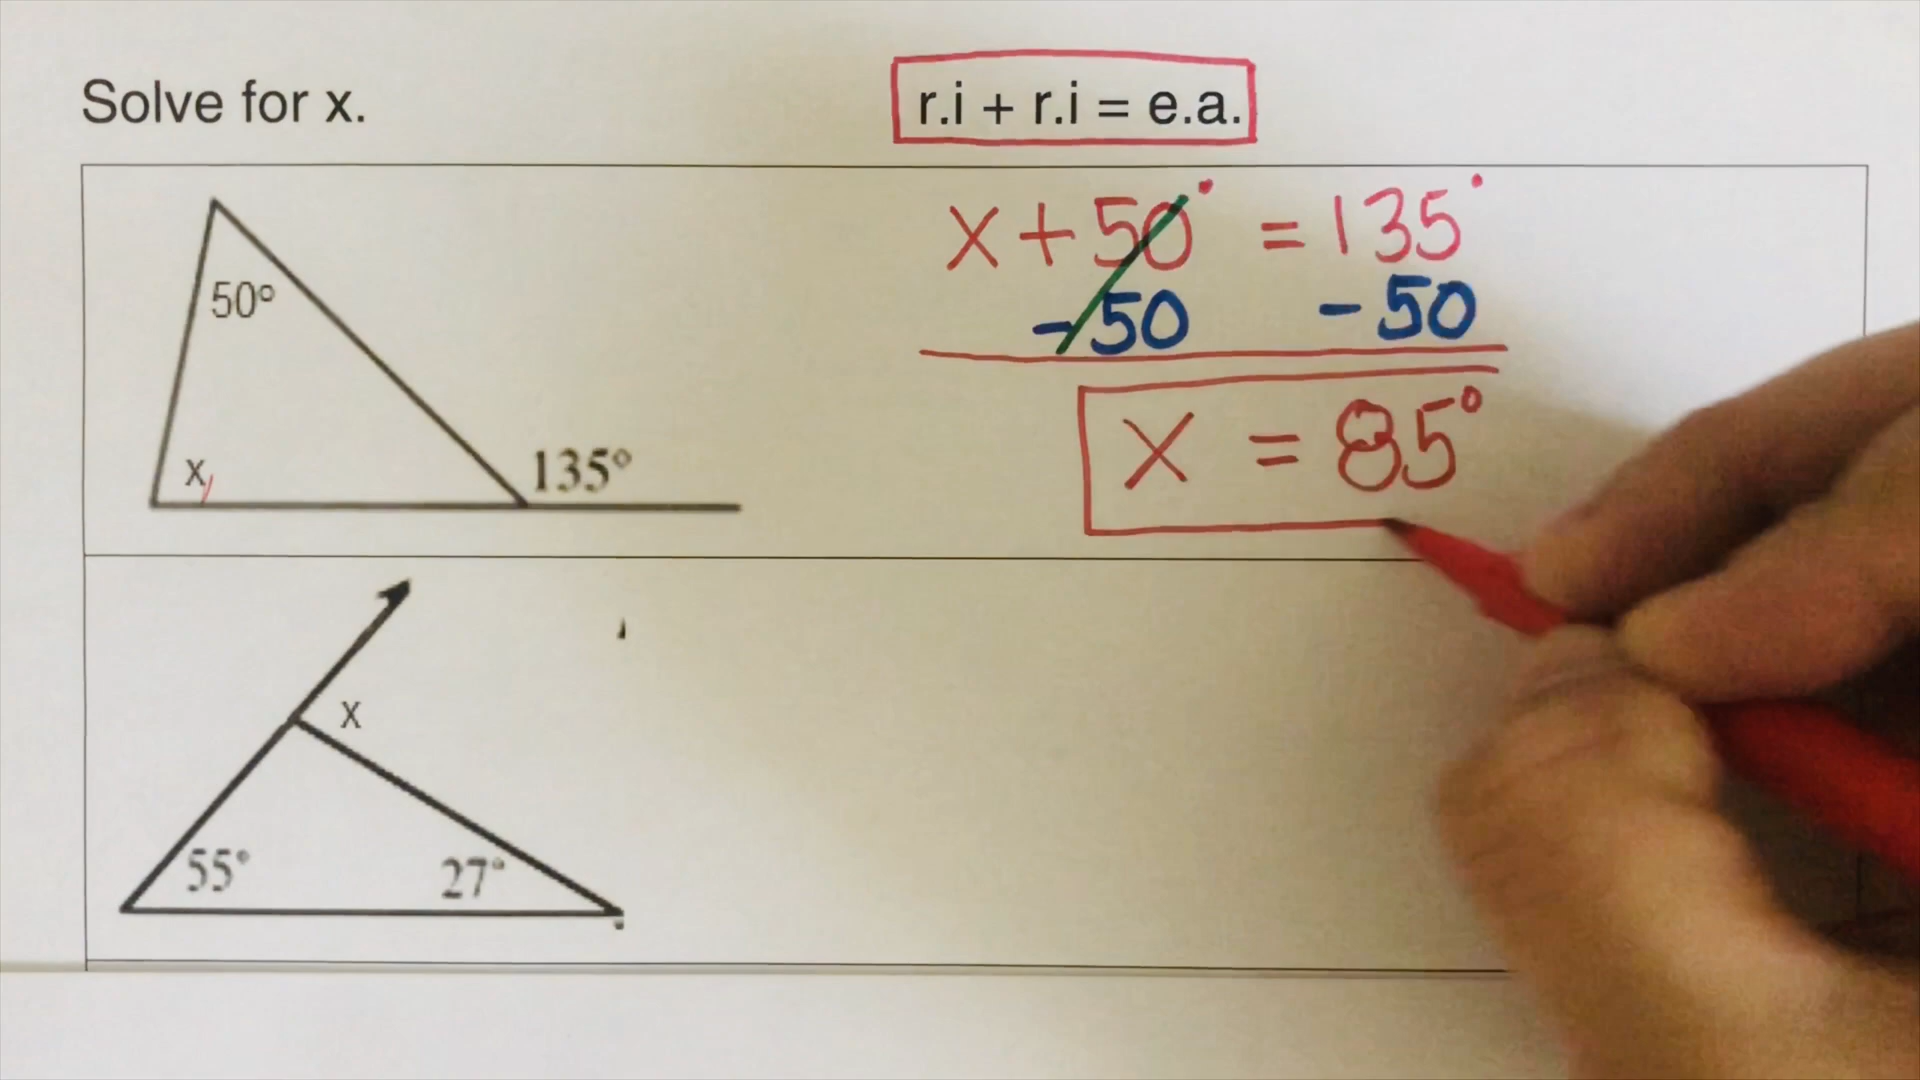 Solve for x.
r.i + r.i = e.a.
50°
x
135°
x + 50° = 135°
-50 -50
x = 85°
x
55°
27°